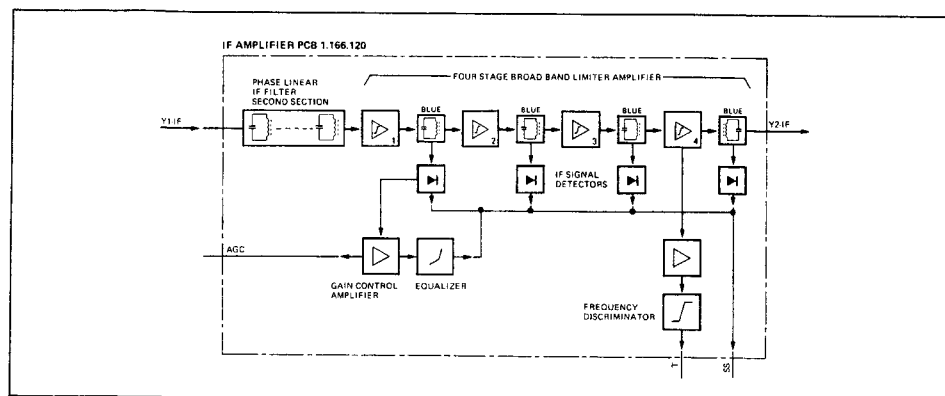 IF AMPLIFIER PCB 1.166.120
FOUR STAGE BROAD BAND LIMITER AMPLIFIER
PHASE LINEAR
IF FILTER
SECOND SECTION
BLUE
BLUE
BLUE
BLUE
Y1-IF
1
2
3
4
Y2-IF
IF SIGNAL
DETECTORS
AGC
GAIN CONTROL
AMPLIFIER
EQUALIZER
FREQUENCY
DISCRIMINATOR
T
SS